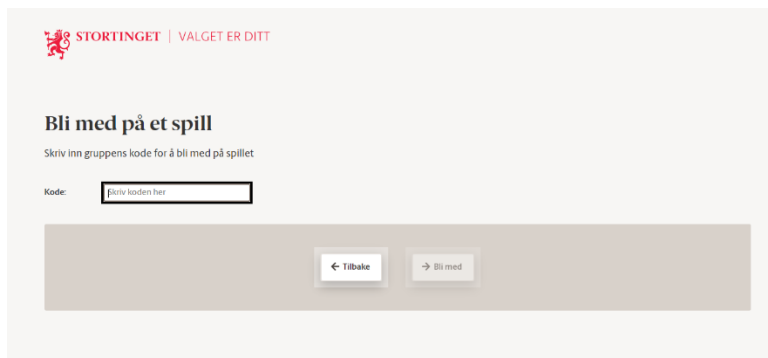 STORTINGET | VALGET ER DITT
Bli med på et spill
Skriv inn gruppens kode for å bli med på spillet
Kode: Skriv koden her
← Tilbake → Bli med